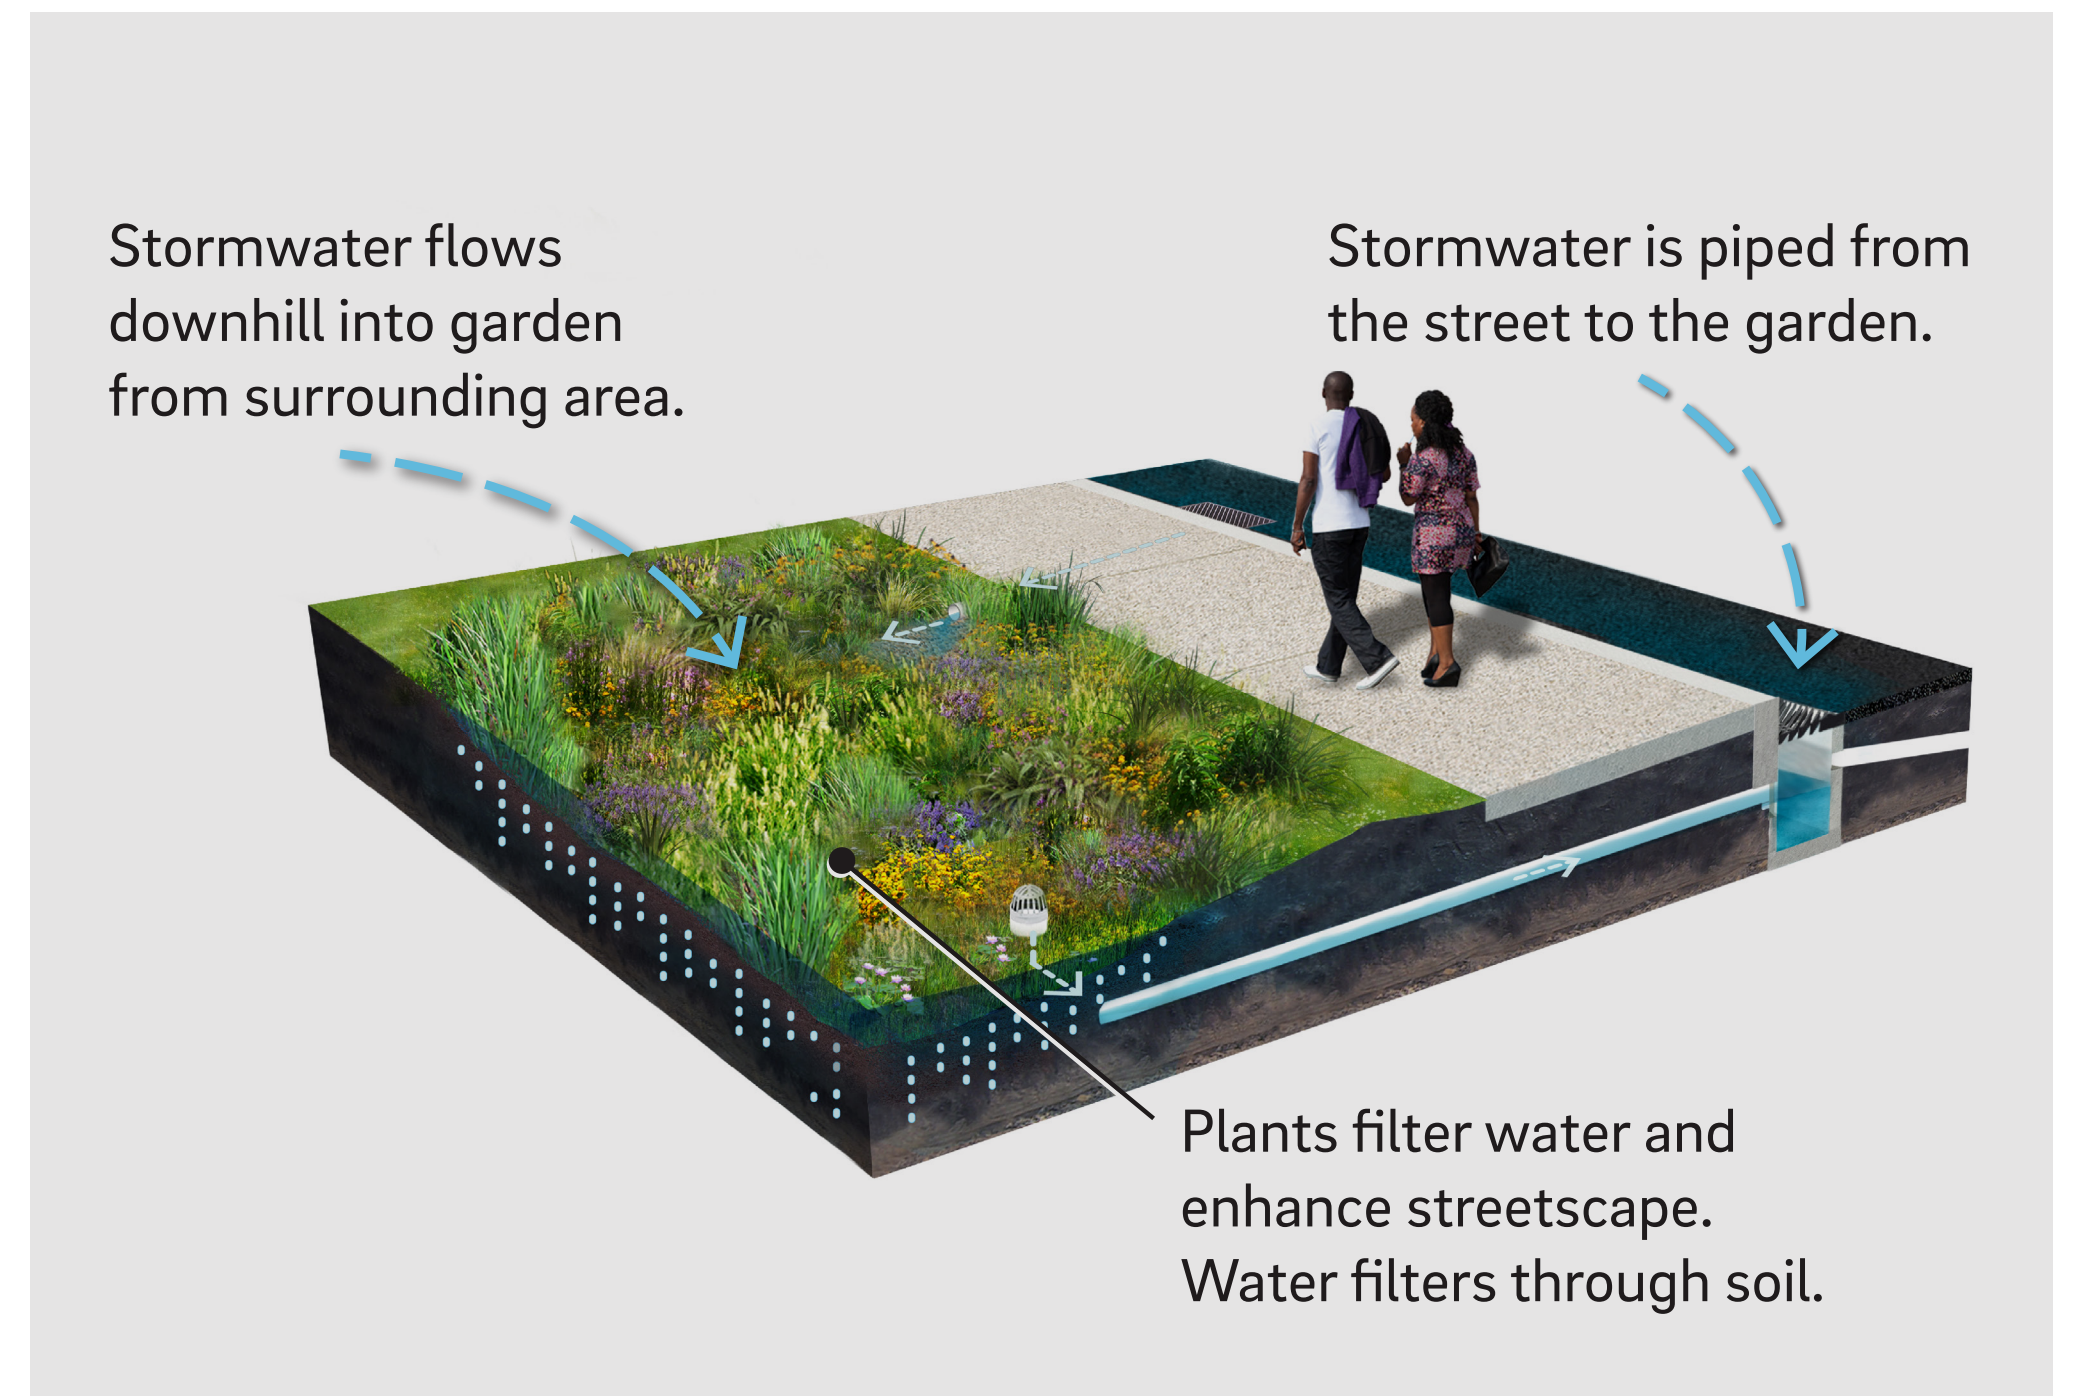 Stormwater flows
downhill into garden
from surrounding area.
Stormwater is piped from
the street to the garden.
Plants filter water and
enhance streetscape.
Water filters through soil.